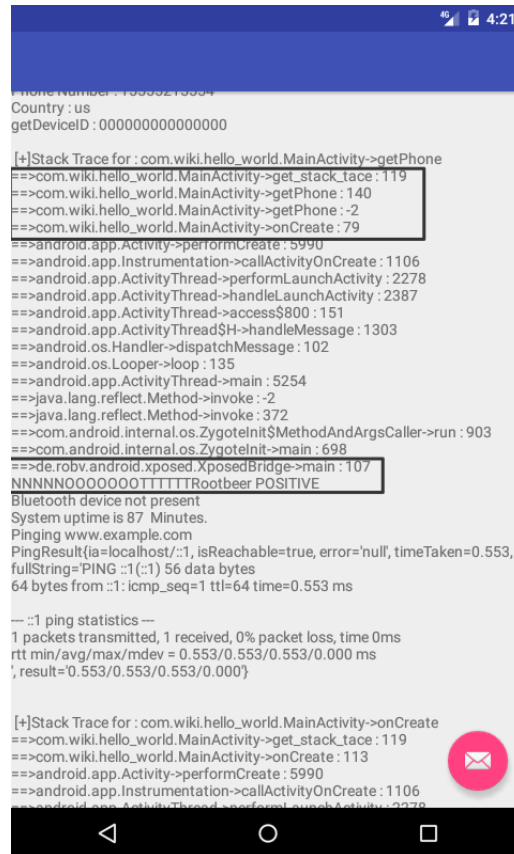 4G 4:21
Phone Number : 15555215554
Country : us
getDeviceID : 000000000000000
[+]Stack Trace for : com.wiki.hello_world.MainActivity->getPhone
==>com.wiki.hello_world.MainActivity->get_stack_tace : 119
==>com.wiki.hello_world.MainActivity->getPhone : 140
==>com.wiki.hello_world.MainActivity->getPhone : -2
==>com.wiki.hello_world.MainActivity->onCreate : 79
==>android.app.Activity->performCreate : 5990
==>android.app.Instrumentation->callActivityOnCreate : 1106
==>android.app.ActivityThread->performLaunchActivity : 2278
==>android.app.ActivityThread->handleLaunchActivity : 2387
==>android.app.ActivityThread->access$800 : 151
==>android.app.ActivityThread$H->handleMessage : 1303
==>android.os.Handler->dispatchMessage : 102
==>android.os.Looper->loop : 135
==>android.app.ActivityThread->main : 5254
==>java.lang.reflect.Method->invoke : -2
==>java.lang.reflect.Method->invoke : 372
==>com.android.internal.os.ZygoteInit$MethodAndArgsCaller->run : 903
==>com.android.internal.os.ZygoteInit->main : 698
==>de.robv.android.xposed.XposedBridge->main : 107
NNNNNOOOOOOOTTTTTTRootbeer POSITIVE
Bluetooth device not present
System uptime is 87 Minutes.
Pinging www.example.com
PingResult{ia=localhost/::1, isReachable=true, error='null', timeTaken=0.553,
fullString='PING ::1(::1) 56 data bytes
64 bytes from ::1: icmp_seq=1 ttl=64 time=0.553 ms
--- ::1 ping statistics ---
1 packets transmitted, 1 received, 0% packet loss, time 0ms
rtt min/avg/max/mdev = 0.553/0.553/0.553/0.000 ms
', result='0.553/0.553/0.553/0.000'}
[+]Stack Trace for : com.wiki.hello_world.MainActivity->onCreate
==>com.wiki.hello_world.MainActivity->get_stack_tace : 119
==>com.wiki.hello_world.MainActivity->onCreate : 113
==>android.app.Activity->performCreate : 5990
==>android.app.Instrumentation->callActivityOnCreate : 1106
==>android.app.ActivityThread->performLaunchActivity : 2278